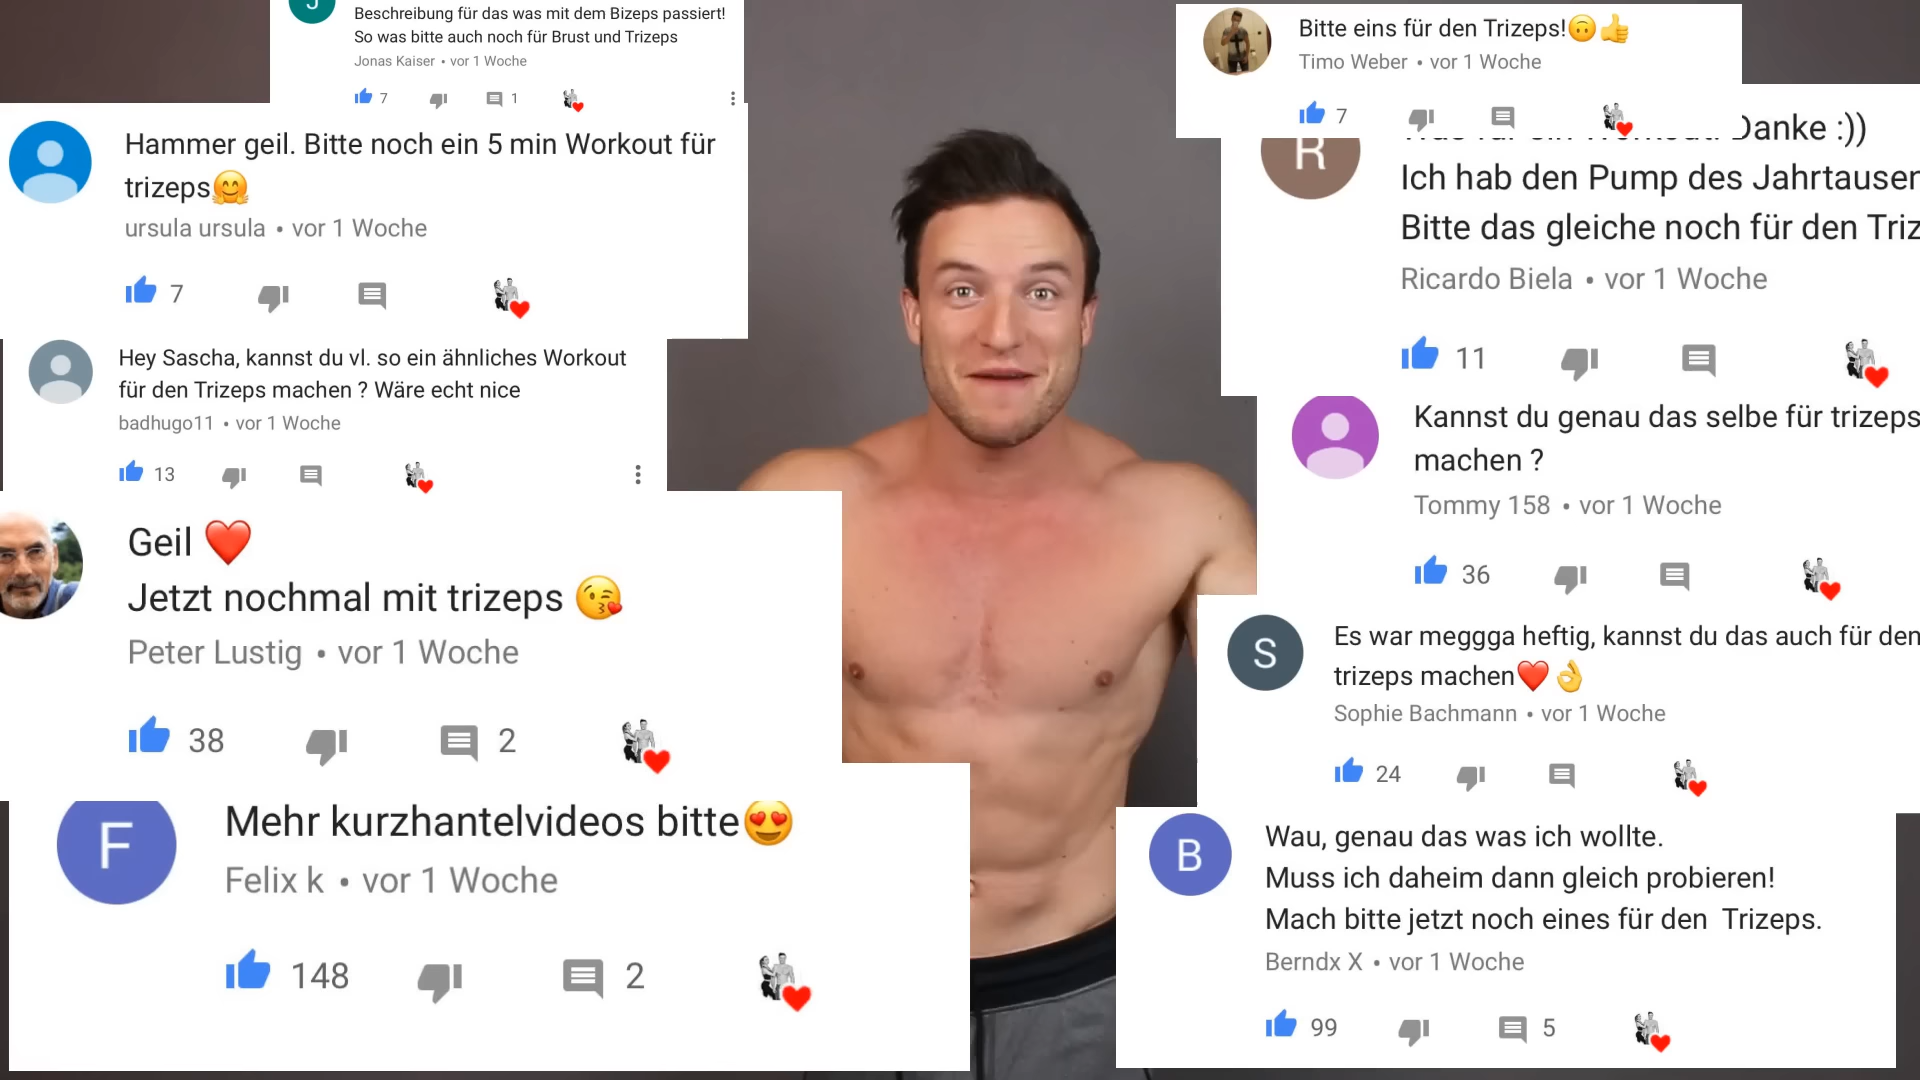 J
Beschreibung für das was mit dem Bizeps passiert!
So was bitte auch noch für Brust und Trizeps
Jonas Kaiser • vor 1 Woche
7
1
Hammer geil. Bitte noch ein 5 min Workout für
trizeps🤗
ursula ursula • vor 1 Woche
7
Hey Sascha, kannst du vl. so ein ähnliches Workout
für den Trizeps machen ? Wäre echt nice
badhugo11 • vor 1 Woche
13
Geil ❤️
Jetzt nochmal mit trizeps 😘
Peter Lustig • vor 1 Woche
38
2
F
Mehr kurzhantelvideos bitte😍
Felix k • vor 1 Woche
148
2
Bitte eins für den Trizeps!🙃👍
Timo Weber • vor 1 Woche
7
R
Danke :))
Ich hab den Pump des Jahrtausen
Bitte das gleiche noch für den Triz
Ricardo Biela • vor 1 Woche
11
Kannst du genau das selbe für trizeps
machen ?
Tommy 158 • vor 1 Woche
36
S
Es war meggga heftig, kannst du das auch für den
trizeps machen❤️👌
Sophie Bachmann • vor 1 Woche
24
B
Wau, genau das was ich wollte.
Muss ich daheim dann gleich probieren!
Mach bitte jetzt noch eines für den Trizeps.
Berndx X • vor 1 Woche
99
5